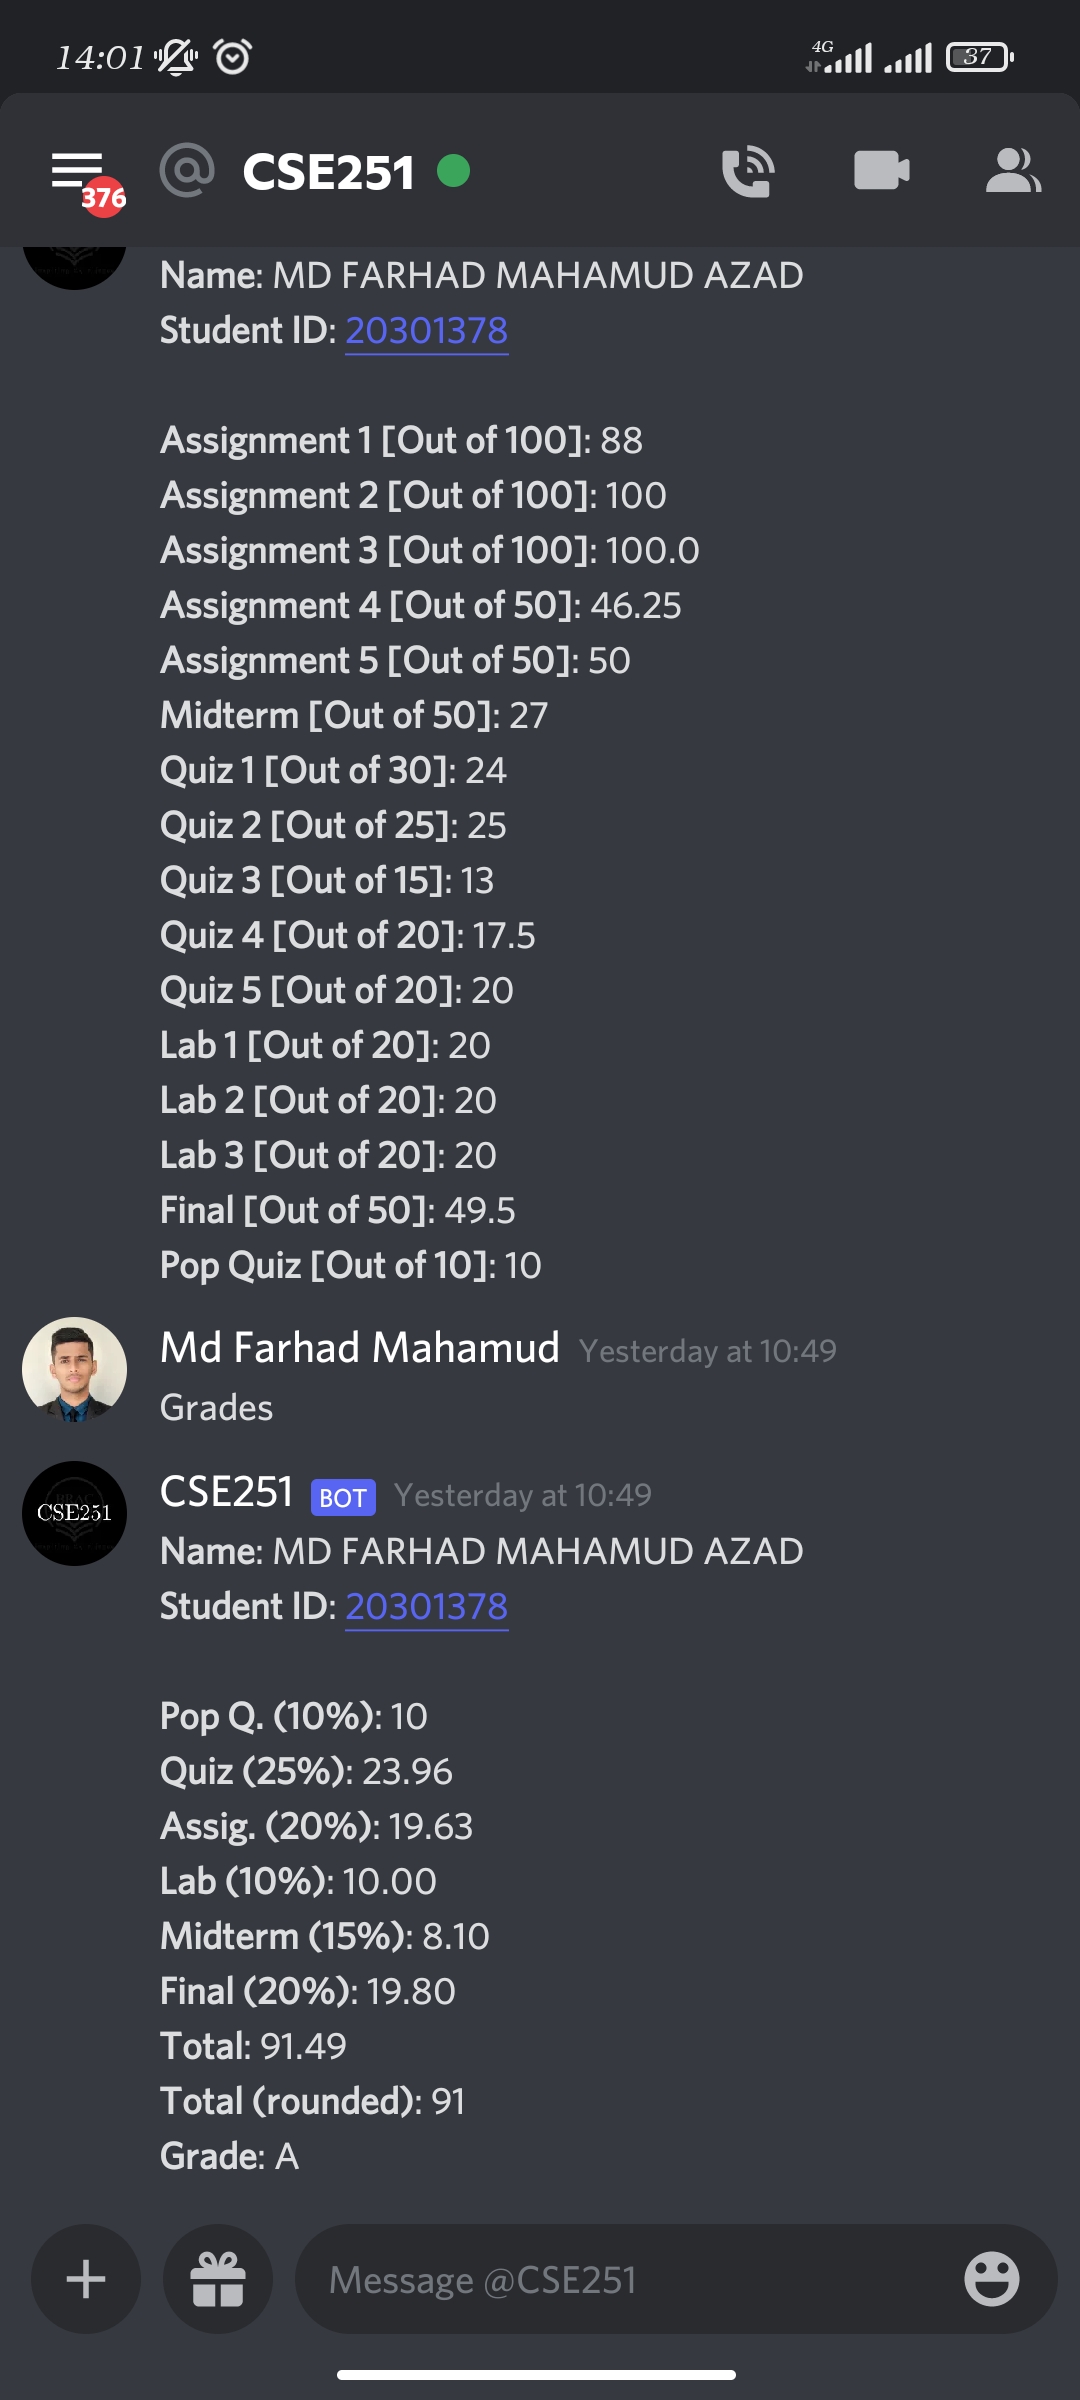 14:01
4G
37
376
CSE251
Name: MD FARHAD MAHAMUD AZAD
Student ID: 20301378
Assignment 1 [Out of 100]: 88
Assignment 2 [Out of 100]: 100
Assignment 3 [Out of 100]: 100.0
Assignment 4 [Out of 50]: 46.25
Assignment 5 [Out of 50]: 50
Midterm [Out of 50]: 27
Quiz 1 [Out of 30]: 24
Quiz 2 [Out of 25]: 25
Quiz 3 [Out of 15]: 13
Quiz 4 [Out of 20]: 17.5
Quiz 5 [Out of 20]: 20
Lab 1 [Out of 20]: 20
Lab 2 [Out of 20]: 20
Lab 3 [Out of 20]: 20
Final [Out of 50]: 49.5
Pop Quiz [Out of 10]: 10
Md Farhad Mahamud Yesterday at 10:49
Grades
CSE251 BOT Yesterday at 10:49
CSE251
Name: MD FARHAD MAHAMUD AZAD
Student ID: 20301378
Pop Q. (10%): 10
Quiz (25%): 23.96
Assig. (20%): 19.63
Lab (10%): 10.00
Midterm (15%): 8.10
Final (20%): 19.80
Total: 91.49
Total (rounded): 91
Grade: A
Message @CSE251